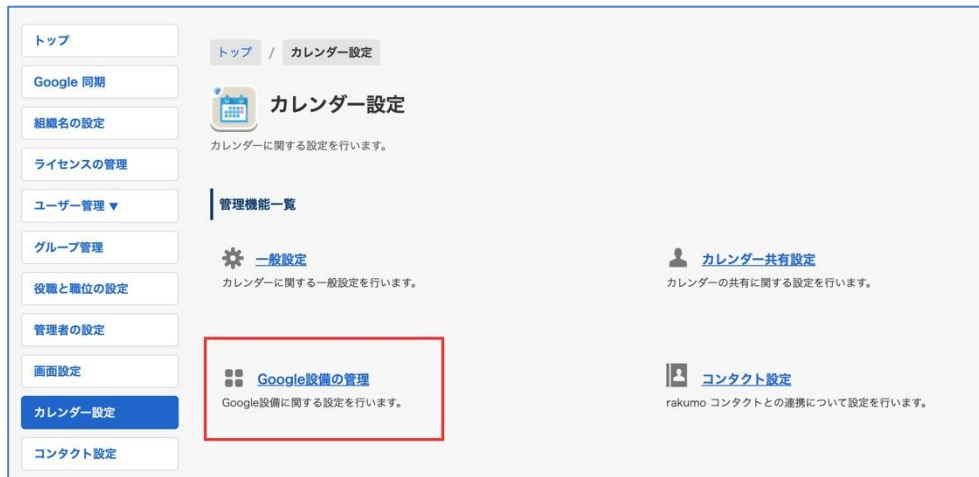 トップ
Google 同期
組織名の設定
ライセンスの管理
ユーザー管理 ▼
グループ管理
役職と職位の設定
管理者の設定
画面設定
カレンダー設定
コンタクト設定
トップ / カレンダー設定
カレンダー設定
カレンダーに関する設定を行います。
管理機能一覧
一般設定
カレンダーに関する一般設定を行います。
カレンダー共有設定
カレンダーの共有に関する設定を行います。
Google設備の管理
Google設備に関する設定を行います。
コンタクト設定
rakumo コンタクトとの連携について設定を行います。